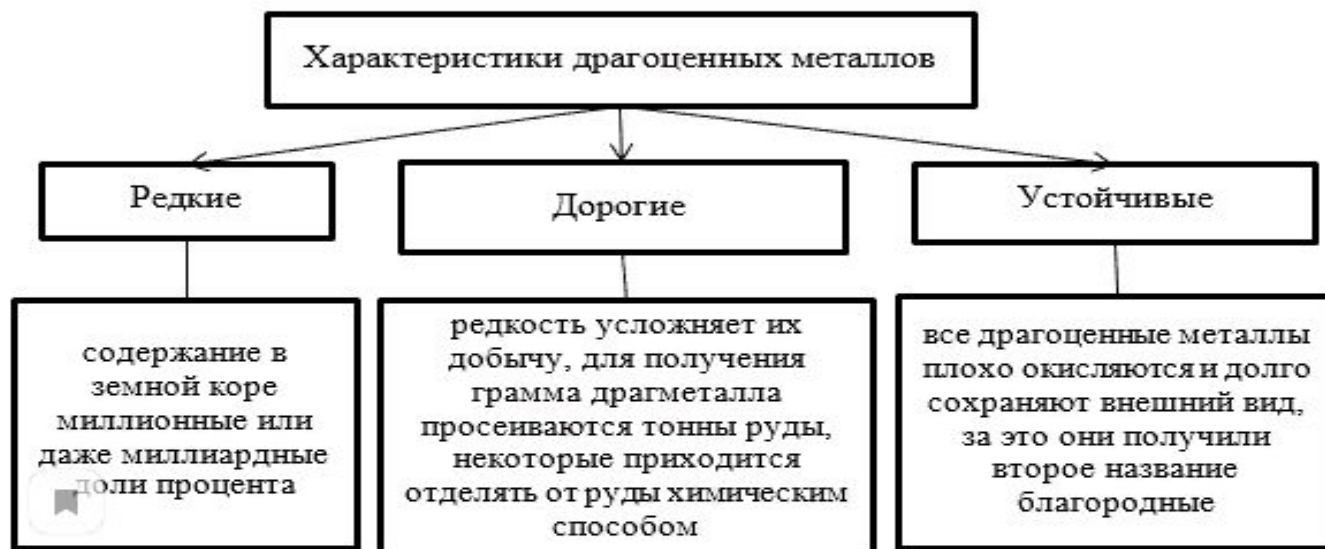 Характеристики драгоценных металлов
Редкие
Дорогие
Устойчивые
содержание в
земной коре
миллионные или
даже миллиардные
доли процента
редкость усложняет их
добычу, для получения
грамма драгметалла
просеиваются тонны руды,
некоторые приходится
отделять от руды химическим
способом
все драгоценные металлы
плохо окисляются и долго
сохраняют внешний вид,
за это они получили
второе название
благородные